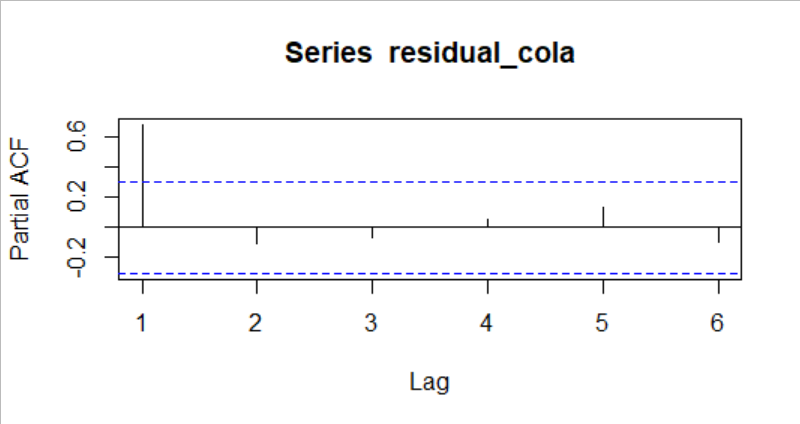 Series residual_cola
Partial ACF
0.6
0.2
-0.2
1 2 3 4 5 6
Lag